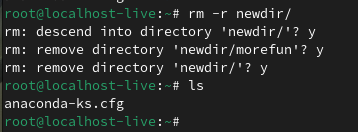 root@localhost-live:~# rm -r newdir/
rm: descend into directory 'newdir/'? y
rm: remove directory 'newdir/morefun'? y
rm: remove directory 'newdir/'? y
root@localhost-live:~# ls
anaconda-ks.cfg
root@localhost-live:~#